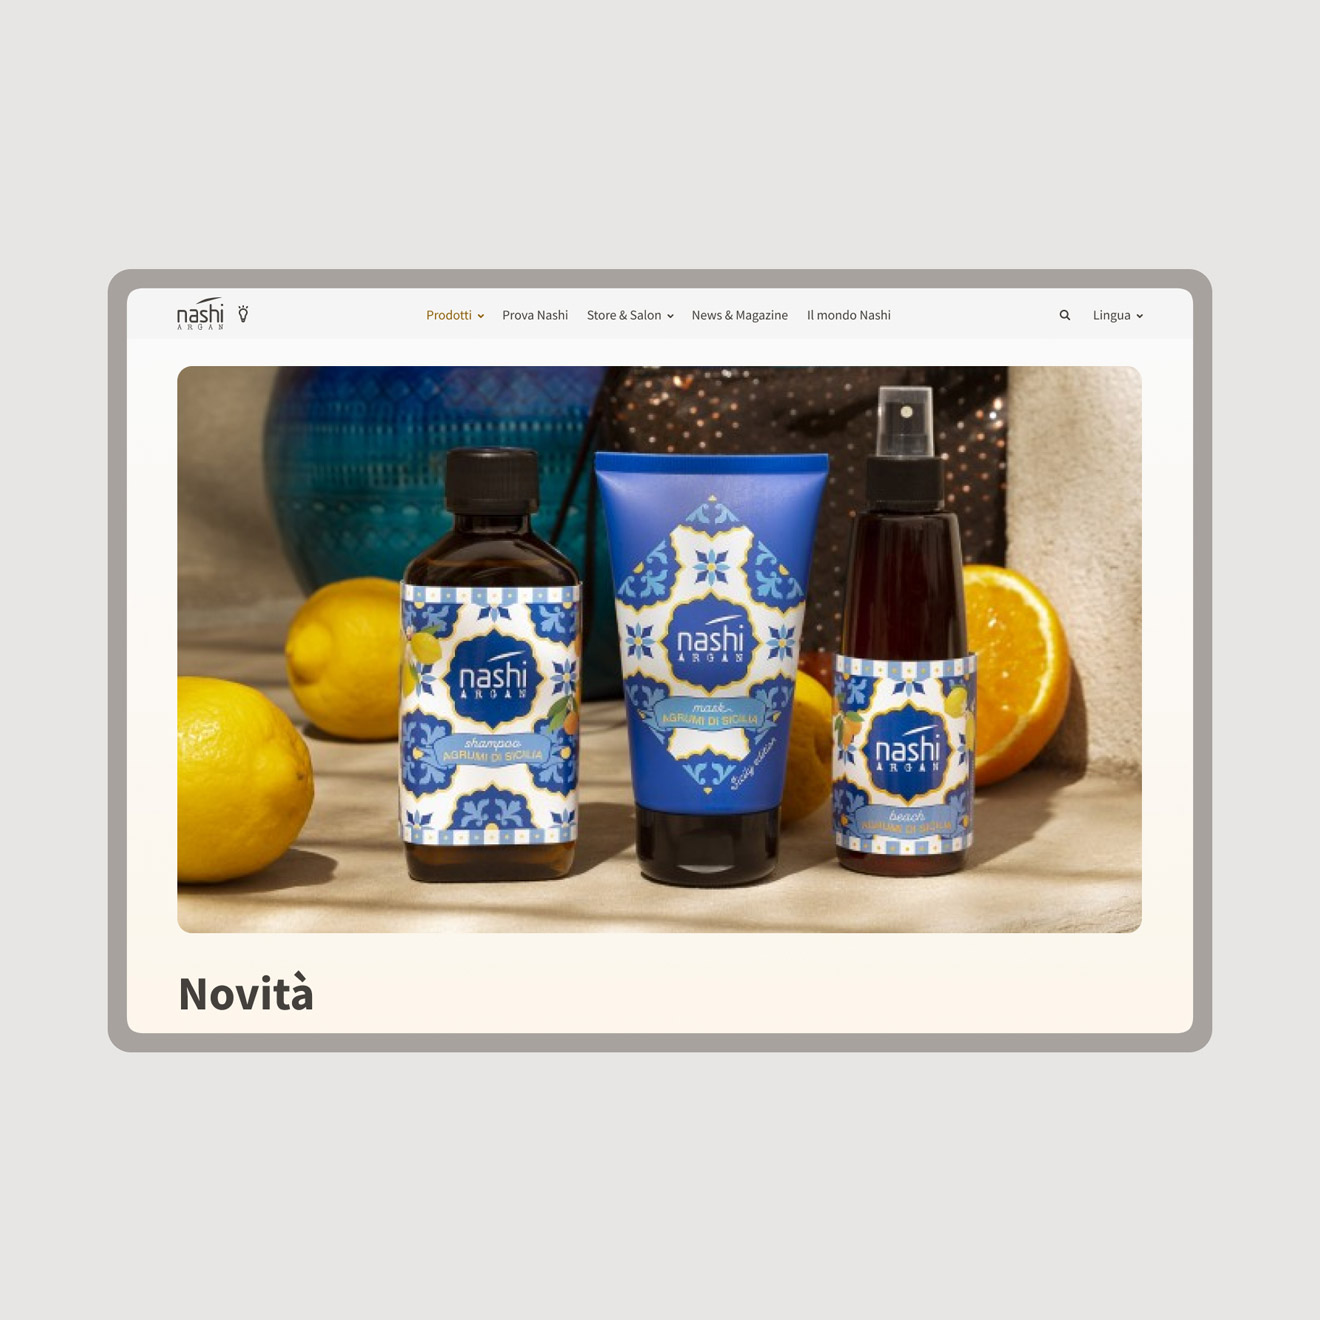 nashi
ARGAN
Prodotti
Prova Nashi
Store & Salon
News & Magazine
Il mondo Nashi
Lingua
nashi
ARGAN
shampoo
AGRUMI DI SICILIA
nashi
ARGAN
mask
AGRUMI DI SICILIA
Sicily edition
nashi
ARGAN
beach
AGRUMI DI SICILIA
Novità